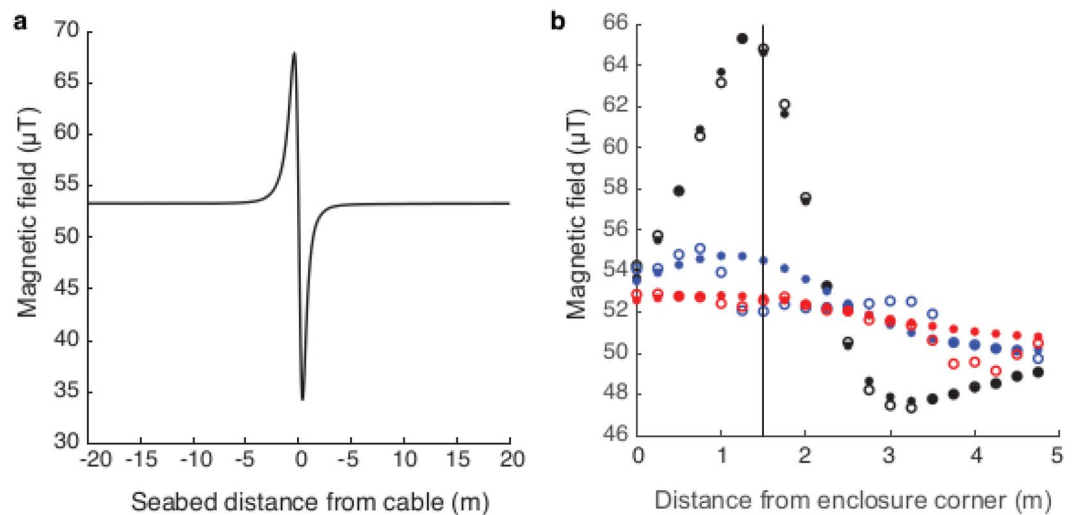 a
70
65
60
55
50
45
40
35
30
Magnetic field (µT)
-20 -15 -10 -5 0 -5 10 15 20
Seabed distance from cable (m)
b
66
64
62
60
58
56
54
52
50
48
46
Magnetic field (µT)
0 1 2 3 4 5
Distance from enclosure corner (m)